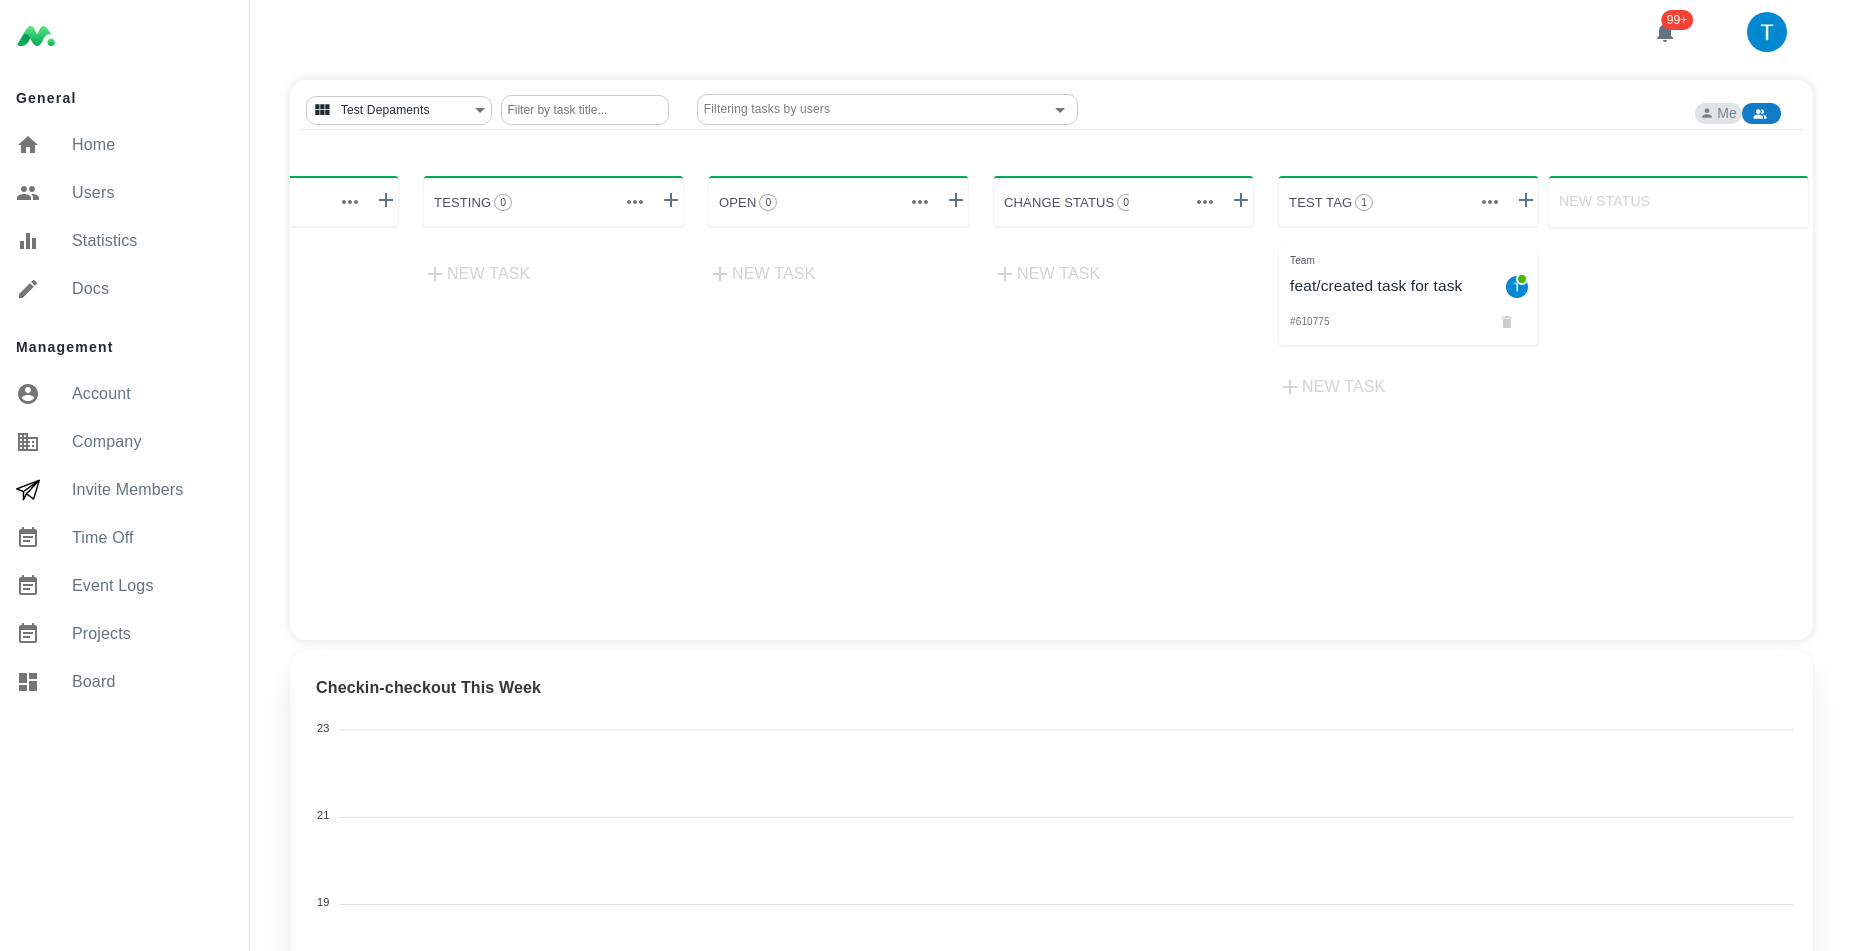 99+
T
General
Home
Users
Statistics
Docs
Management
Account
Company
Invite Members
Time Off
Event Logs
Projects
Board
Test Depaments
Filter by task title...
Filtering tasks by users
Me
TESTING 0
OPEN 0
CHANGE STATUS 0
TEST TAG 1
NEW STATUS
NEW TASK
NEW TASK
NEW TASK
Team
feat/created task for task
T
#610775
NEW TASK
Checkin-checkout This Week
23
21
19